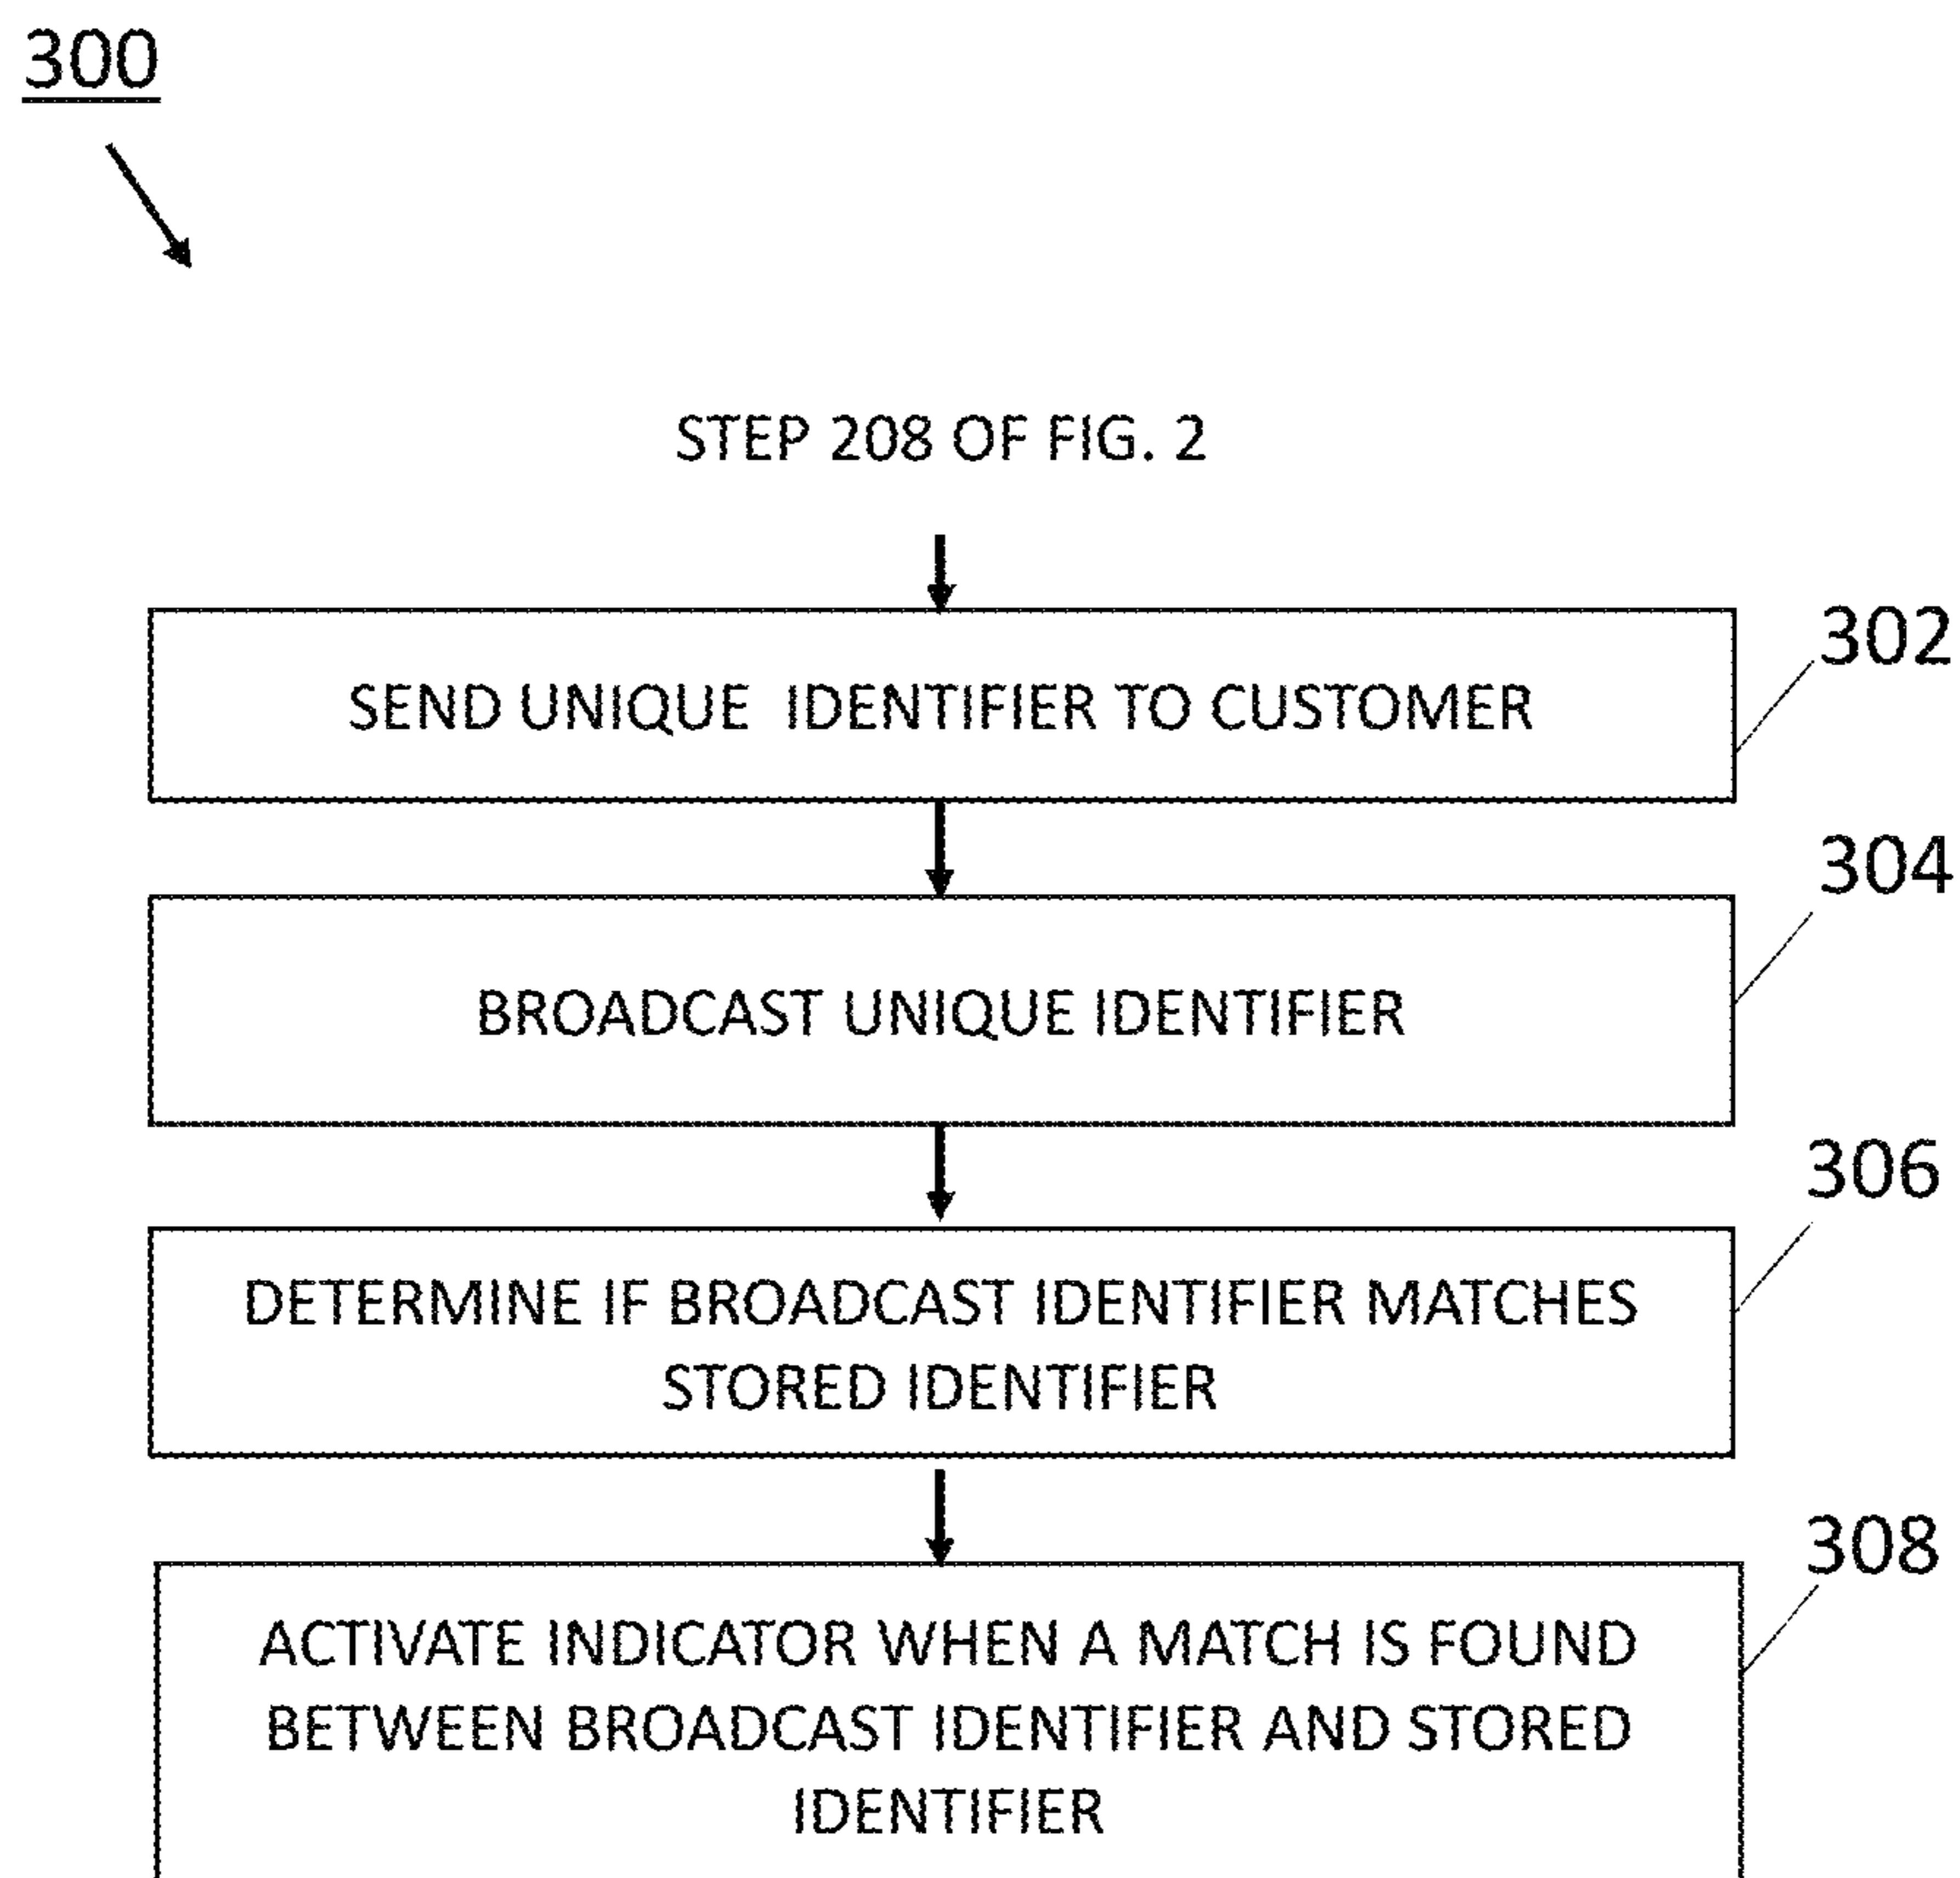 300
STEP 208 OF FIG. 2
302
SEND UNIQUE IDENTIFIER TO CUSTOMER
304
BROADCAST UNIQUE IDENTIFIER
306
DETERMINE IF BROADCAST IDENTIFIER MATCHES
STORED IDENTIFIER
308
ACTIVATE INDICATOR WHEN A MATCH IS FOUND
BETWEEN BROADCAST IDENTIFIER AND STORED
IDENTIFIER